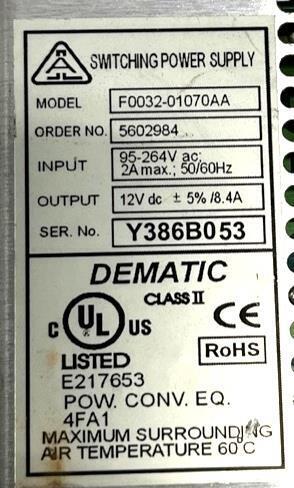 SWITCHING POWER SUPPLY
MODEL F0032-01070AA
ORDER NO. 5602984
INPUT 95-264V ac;
2A max.; 50/60Hz
OUTPUT 12V dc ± 5% /8.4A
SER. No. Y386B053
DEMATIC
CLASS II
C UL US CE
LISTED RoHS
E217653
POW. CONV. EQ.
4FA1
MAXIMUM SURROUNDING
AIR TEMPERATURE 60°C